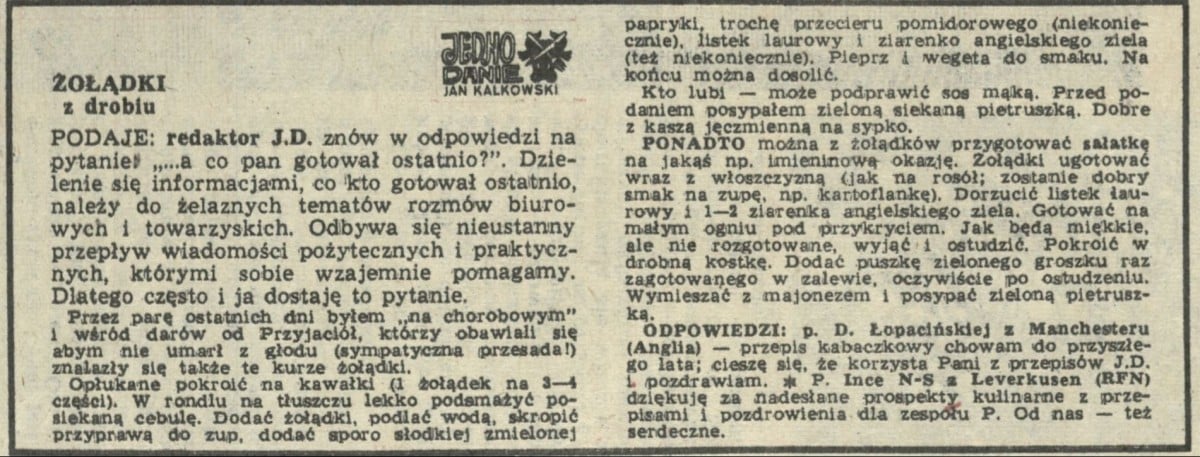 ŻOŁĄDKI
z drobiu
JEDNO
DANIE
JAN KALKOWSKI
PODAJE: redaktor J.D. znów w odpowiedzi na
pytanie: „...a co pan gotował ostatnio?”. Dzie-
lenie się informacjami, co kto gotował ostatnio,
należy do żelaznych tematów rozmów biuro-
wych i towarzyskich. Odbywa się nieustanny
przepływ wiadomości pożytecznych i praktycz-
nych, którymi sobie wzajemnie pomagamy.
Dlatego często i ja dostaję to pytanie.
Przez parę ostatnich dni byłem „na chorobowym”
i wśród darów od Przyjaciół, którzy obawiali się
abym nie umarł z głodu (sympatyczna przesada!)
znalazły się także te kurze żołądki.
Opłukane pokroić na kawałki (1 żołądek na 3—4
części). W rondlu na tłuszczu lekko podsmażyć po-
siekaną cebulę. Dodać żołądki, podlać wodą, skropić
przyprawą do zup, dodać sporo słodkiej zmielonej
papryki, trochę przecieru pomidorowego (niekonie-
cznie), listek laurowy i ziarenko angielskiego ziela
(też niekoniecznie). Pieprz i wegeta do smaku. Na
końcu można dosolić.
Kto lubi — może podprawić sos mąką. Przed po-
daniem posypałem zieloną siekaną pietruszką. Dobre
z kaszą jęczmienną na sypko.
PONADTO można z żołądków przygotować sałatkę
na jakąś np. imieninową okazję. Żołądki ugotować
wraz z włoszczyzną (jak na rosół; zostanie dobry
smak na zupę, np. kartoflankę). Dorzucić listek lau-
rowy i 1—2 ziarenka angielskiego ziela. Gotować na
małym ogniu pod przykryciem. Jak będą miękkie,
ale nie rozgotowane, wyjąć i ostudzić. Pokroić w
drobną kostkę. Dodać puszkę zielonego groszku raz
zagotowanego w zalewie, oczywiście po ostudzeniu.
Wymieszać z majonezem i posypać zieloną pietrusz-
ką.
ODPOWIEDZI: p. D. Łopacińskiej z Manchesteru
(Anglia) — przepis kabaczkowy chowam do przyszłe-
go lata; cieszę się, że korzysta Pani z przepisów J.D.
i pozdrawiam. * P. Ince N-S z Leverkusen (RFN)
dziękuję za nadesłane prospekty kulinarne z prze-
pisami i pozdrowienia dla zespołu P. Od nas — też
serdeczne.